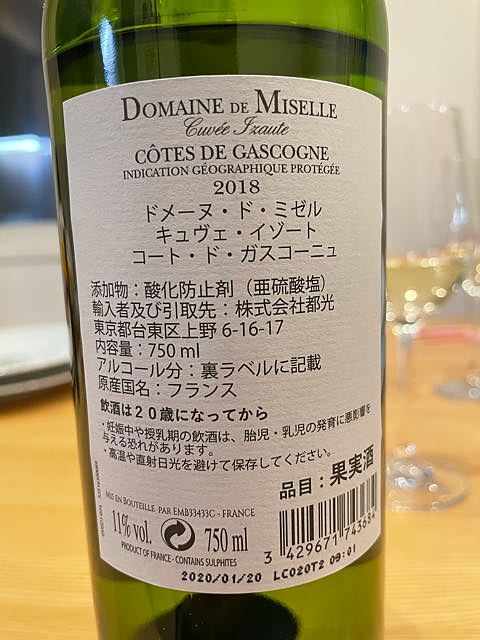 DOMAINE DE MISELLE
Cuvée Izaute
CÔTES DE GASCOGNE
INDICATION GÉOGRAPHIQUE PROTÉGÉE
2018
ドメーヌ・ド・ミゼル
キュヴェ・イゾート
コート・ド・ガスコーニュ
添加物：酸化防止剤（亜硫酸塩）
輸入者及び引取先：株式会社都光
東京都台東区上野 6-16-17
内容量：750 ml
アルコール分：裏ラベルに記載
原産国名：フランス
飲酒は２０歳になってから
・妊娠中や授乳期の飲酒は、胎児・乳児の発育に悪影響を
与える恐れがあります。
・高温や直射日光を避けて保存してください。
品目：果実酒
MIS EN BOUTEILLE PAR EMB33433C - FRANCE
11% vol. 750 ml
PRODUCT OF FRANCE - CONTAINS SULPHITES
3 429671 743684
2020/01/20 LC020T2 09:01